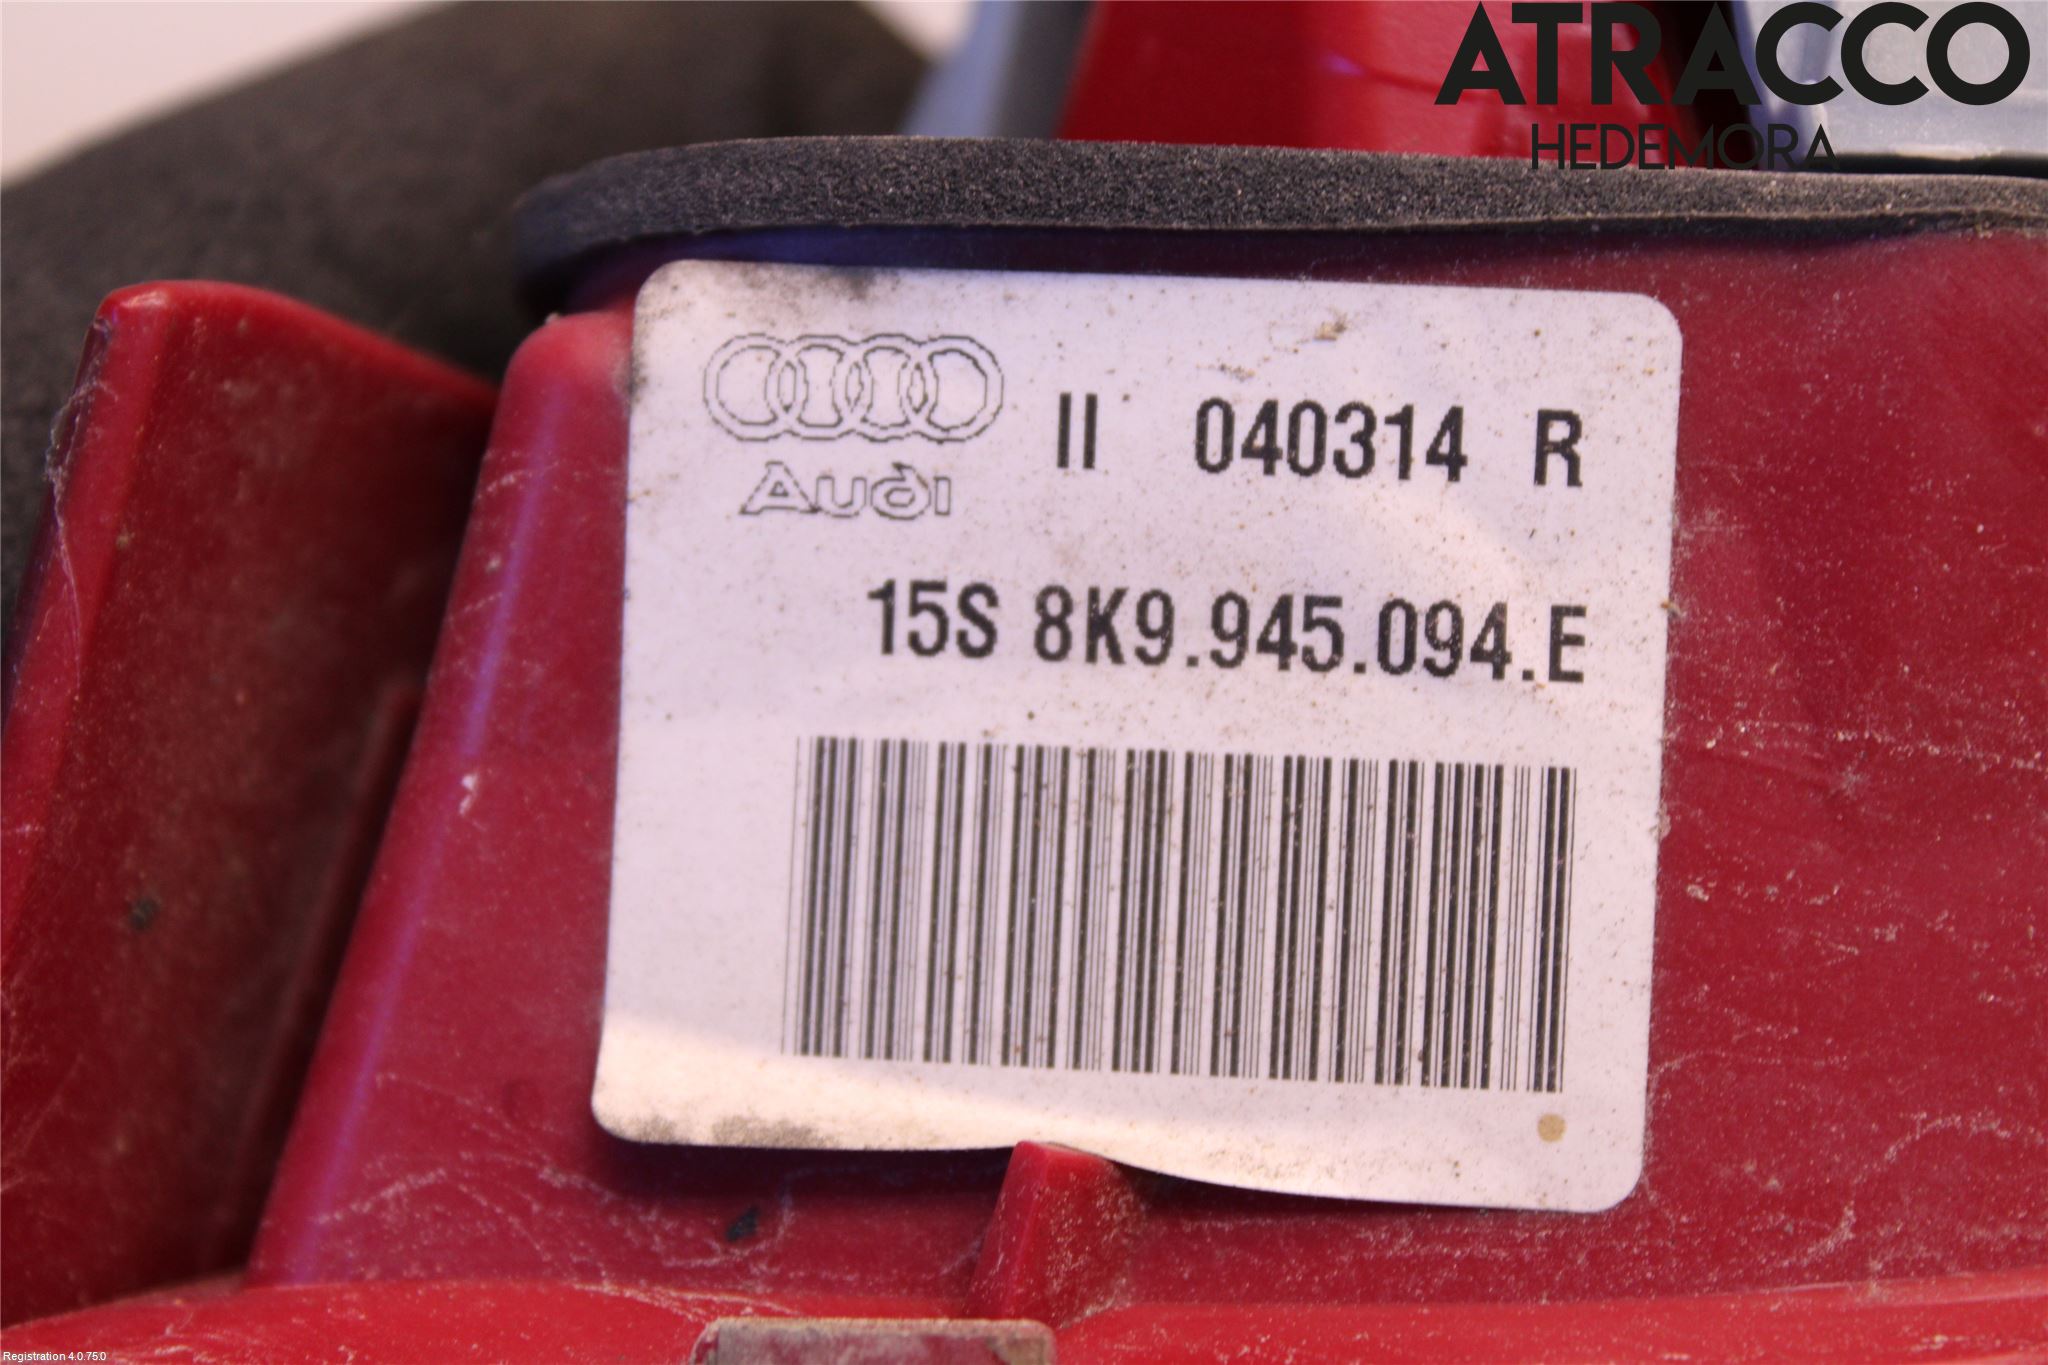 ATRACCO
HEDEMORA
II 040314 R
Audi
15S 8K9.945.094.E
Registration 4.0.75.0